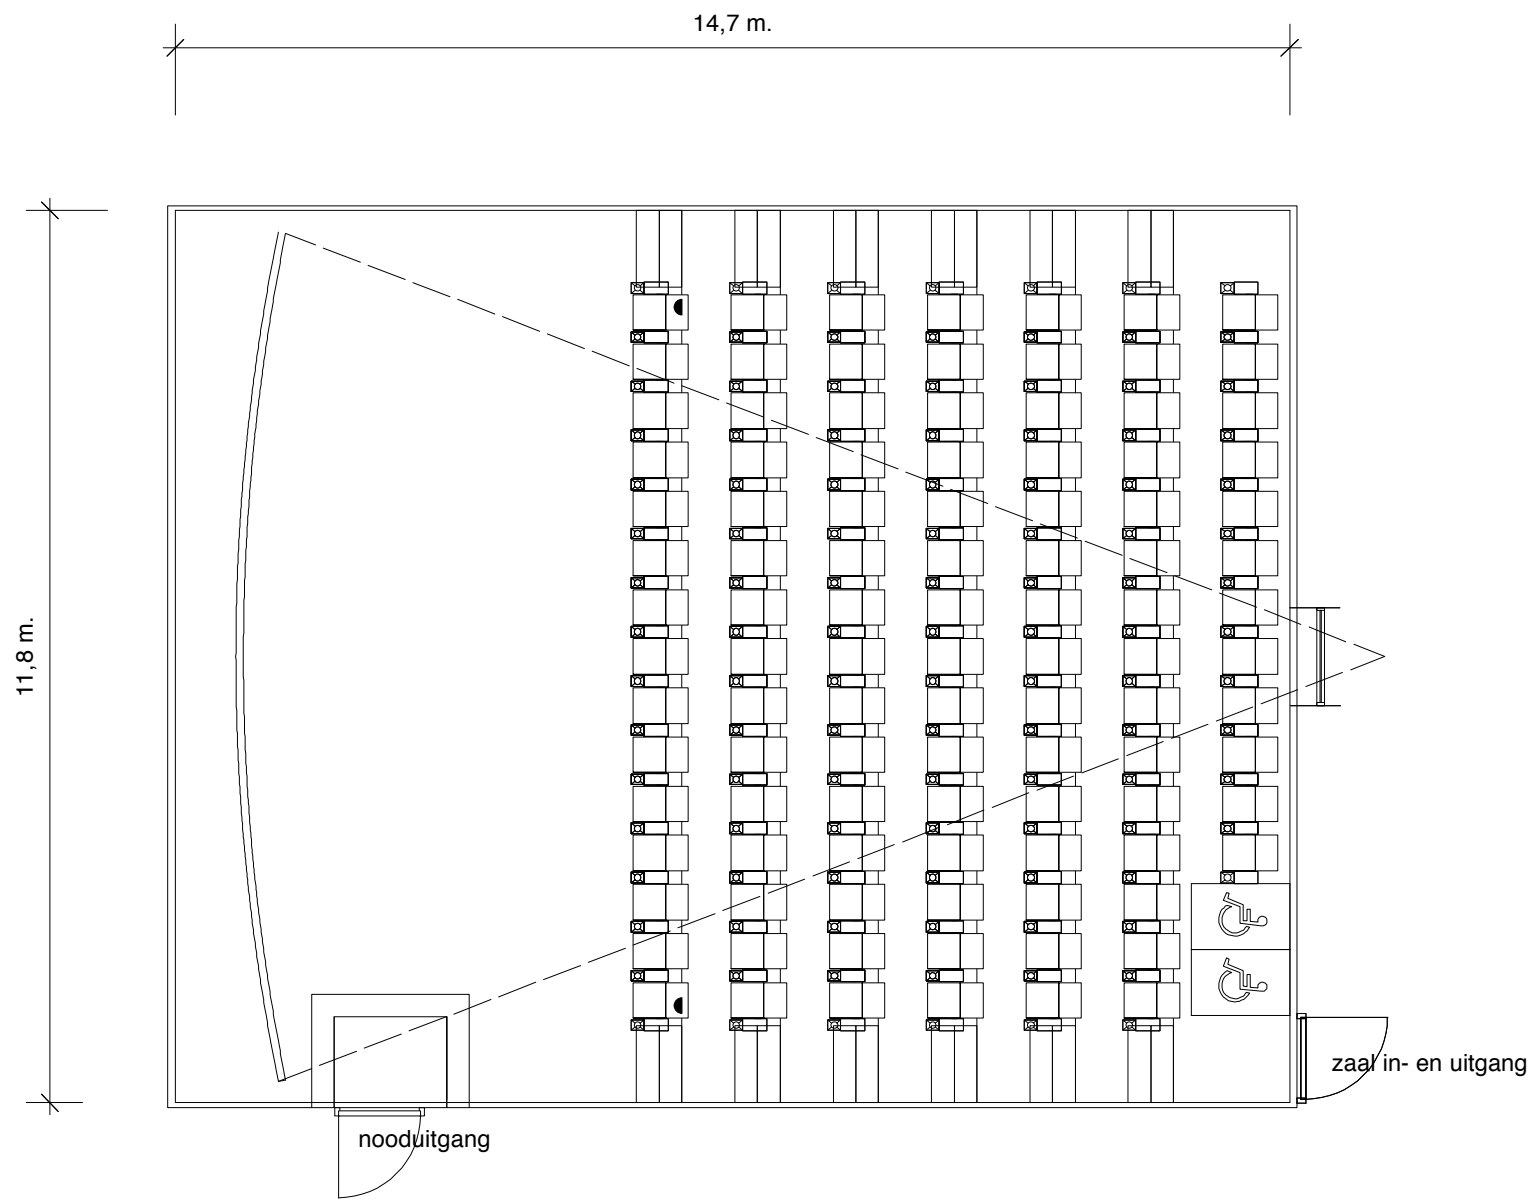 14,7 m.
11,8 m.
zaal in- en uitgang
nooduitgang